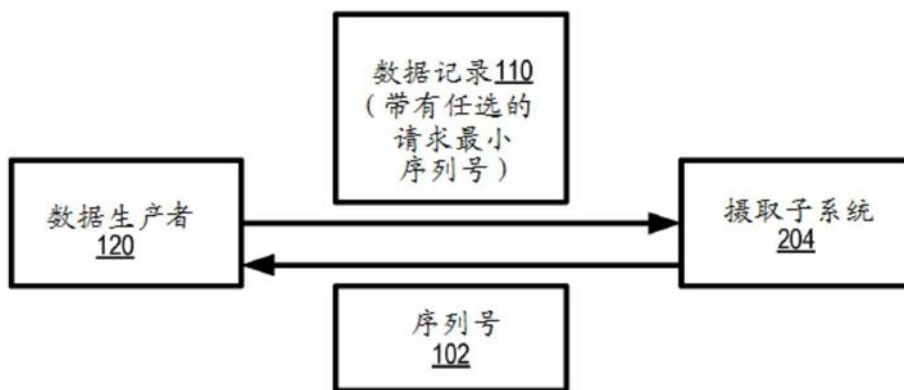 数据记录110
（带有任选的
请求最小
序列号）
数据生产者
120
摄取子系统
204
序列号
102